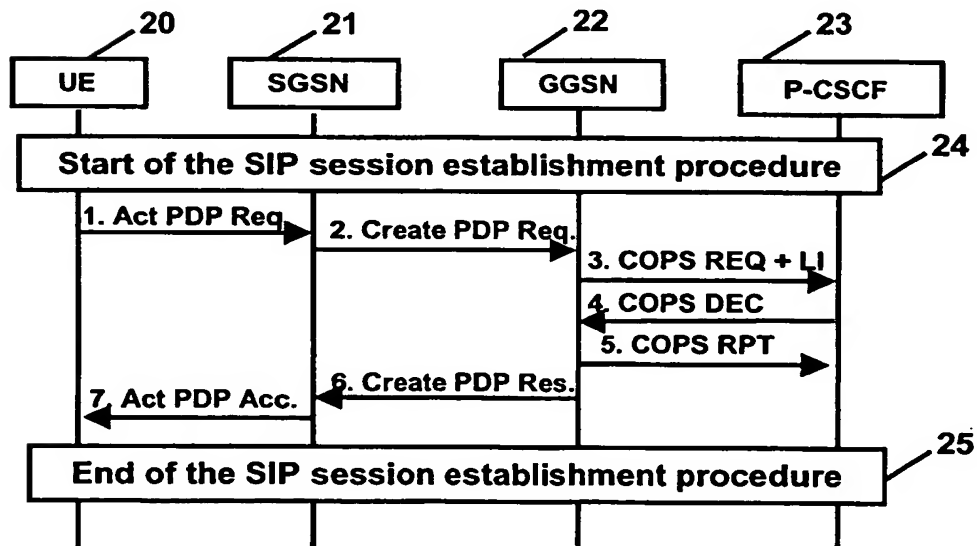 20 21 22 23
UE SGSN GGSN P-CSCF
Start of the SIP session establishment procedure 24
1. Act PDP Req
2. Create PDP Req.
3. COPS REQ + LI
4. COPS DEC
5. COPS RPT
6. Create PDP Res.
7. Act PDP Acc.
End of the SIP session establishment procedure 25